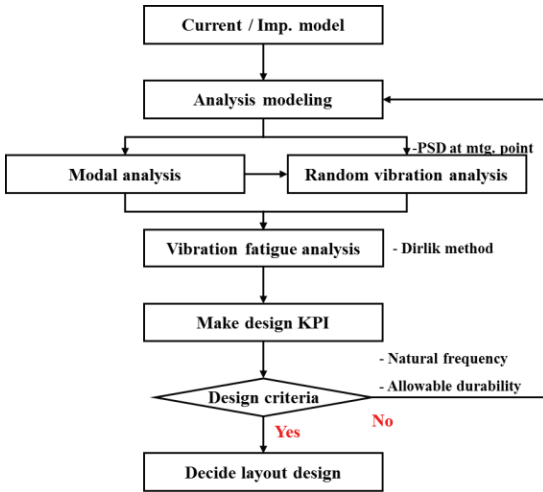 Current / Imp. model
Analysis modeling
-PSD at mtg. point
Modal analysis
Random vibration analysis
Vibration fatigue analysis
- Dirlik method
Make design KPI
- Natural frequency
- Allowable durability
Design criteria
No
Yes
Decide layout design